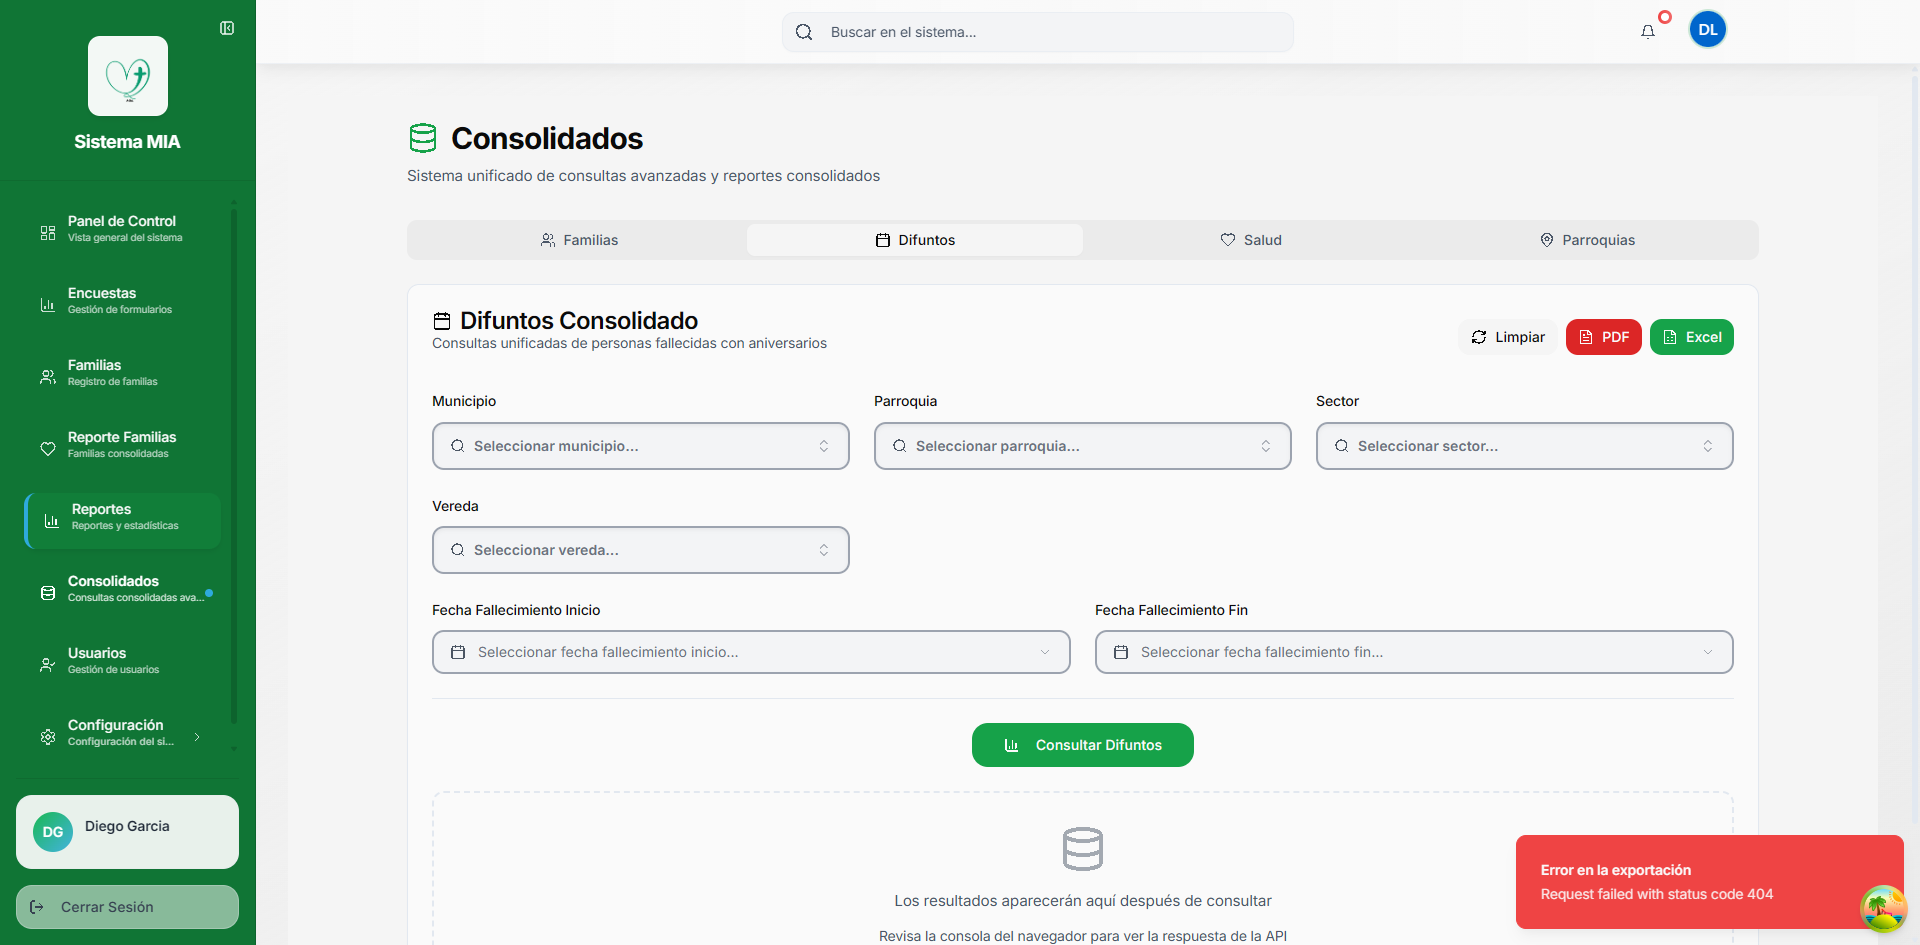 Sistema MIA
Panel de Control
Vista general del sistema
Encuestas
Gestión de formularios
Familias
Registro de familias
Reporte Familias
Familias consolidadas
Reportes
Reportes y estadísticas
Consolidados
Consultas consolidadas ava...
Usuarios
Gestión de usuarios
Configuración
Configuración del si...
DG
Diego Garcia
Cerrar Sesión
Buscar en el sistema...
DL
Consolidados
Sistema unificado de consultas avanzadas y reportes consolidados
Familias
Difuntos
Salud
Parroquias
Difuntos Consolidado
Consultas unificadas de personas fallecidas con aniversarios
Limpiar
PDF
Excel
Municipio
Parroquia
Sector
Seleccionar municipio...
Seleccionar parroquia...
Seleccionar sector...
Vereda
Seleccionar vereda...
Fecha Fallecimiento Inicio
Fecha Fallecimiento Fin
Seleccionar fecha fallecimiento inicio...
Seleccionar fecha fallecimiento fin...
Consultar Difuntos
Los resultados aparecerán aquí después de consultar
Revisa la consola del navegador para ver la respuesta de la API
Error en la exportación
Request failed with status code 404